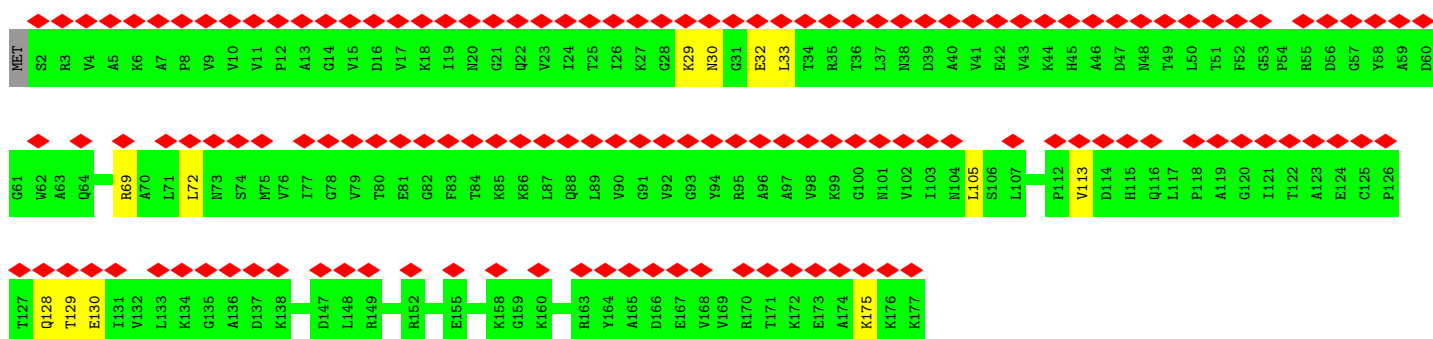 MET S2 R3 V4 A5 K6 A7 P8 V9 V10 V11 P12 A13 G14 V15 D16 V17 K18 I19 N20 G21 Q22 V23 I24 T25 I26 K27 G28 K29 N30 G31 E32 L33 T34 R35 T36 L37 N38 D39 A40 V41 E42 V43 K44 H45 A46 D47 N48 T49 L50 T51 F52 G53 P54 R55 D56 G57 Y58 A59 D60
G61 W62 A63 Q64 R69 A70 L71 L72 N73 S74 M75 V76 I77 G78 V79 T80 E81 G82 F83 T84 K85 K86 L87 Q88 L89 V90 G91 V92 G93 Y94 R95 A96 A97 V98 K99 G100 N101 V102 I103 N104 L105 S106 L107 P112 V113 D114 H115 Q116 L117 P118 A119 G120 I121 T122 A123 E124 C125 P126
T127 Q128 T129 E130 I131 V132 L133 K134 G135 A136 D137 K138 D147 L148 R149 R152 E155 K158 G159 K160 R163 Y164 A165 D166 E167 V168 V169 R170 T171 K172 E173 A174 K175 K176 K177